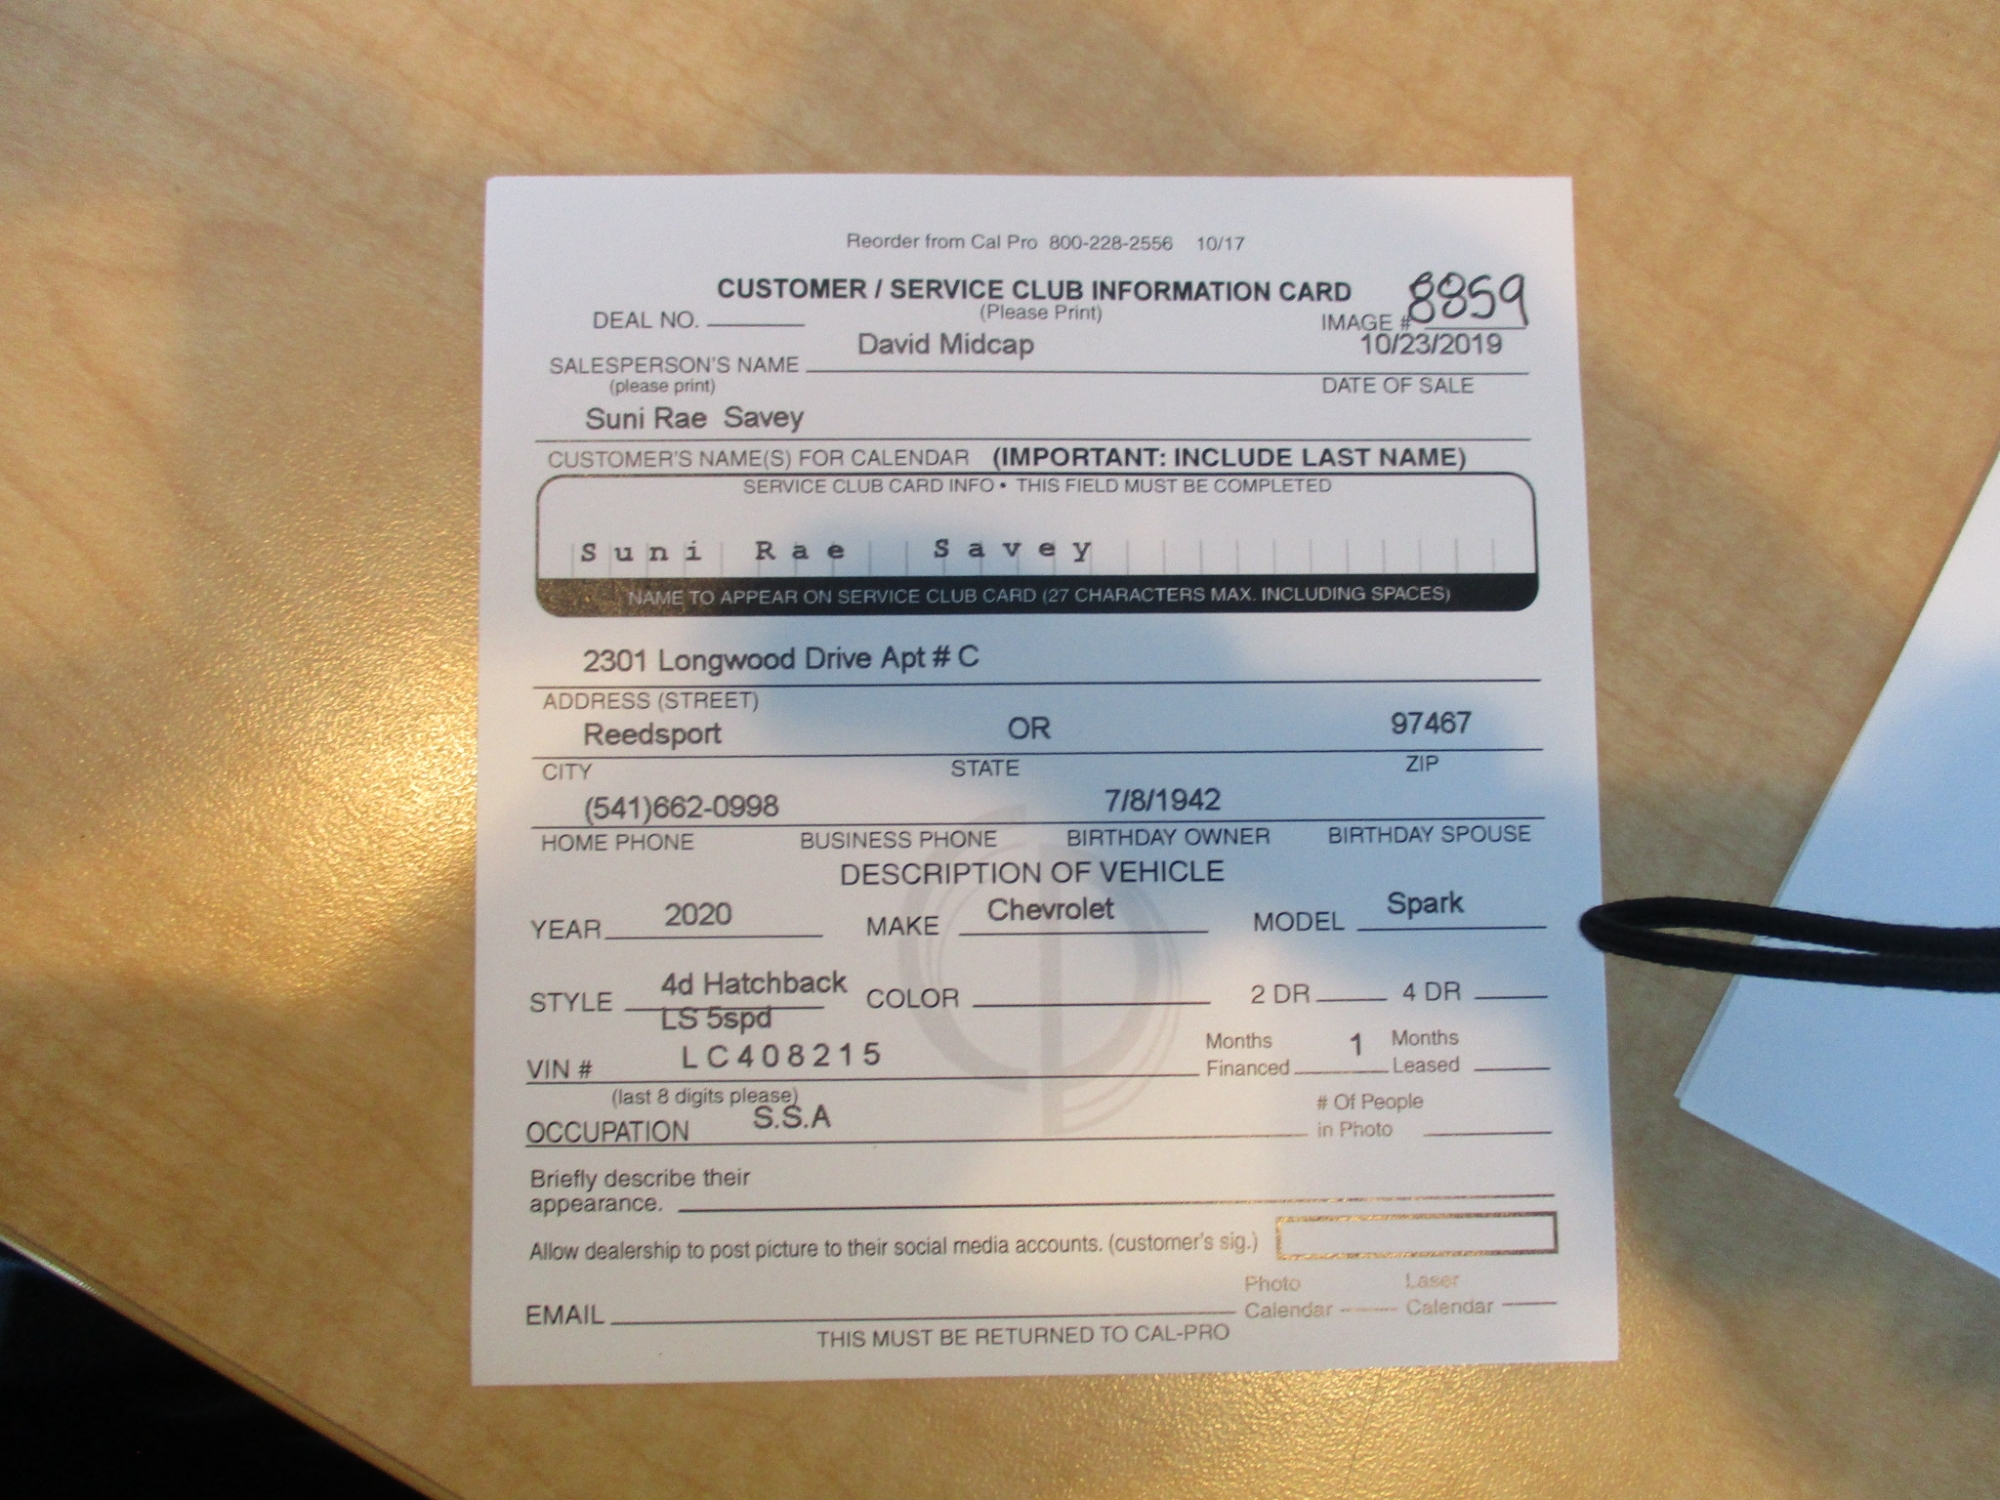 Reorder from Cal Pro 800-228-2556 10/17
CUSTOMER / SERVICE CLUB INFORMATION CARD
(Please Print)
DEAL NO.
IMAGE # 8859
David Midcap 10/23/2019
SALESPERSON'S NAME
(please print) DATE OF SALE
Suni Rae Savey
CUSTOMER'S NAME(S) FOR CALENDAR (IMPORTANT: INCLUDE LAST NAME)
SERVICE CLUB CARD INFO • THIS FIELD MUST BE COMPLETED
Suni Rae Savey
NAME TO APPEAR ON SERVICE CLUB CARD (27 CHARACTERS MAX. INCLUDING SPACES)
2301 Longwood Drive Apt # C
ADDRESS (STREET)
Reedsport OR 97467
CITY STATE ZIP
(541)662-0998 7/8/1942
HOME PHONE BUSINESS PHONE BIRTHDAY OWNER BIRTHDAY SPOUSE
DESCRIPTION OF VEHICLE
YEAR 2020 MAKE Chevrolet MODEL Spark
STYLE 4d Hatchback COLOR 2 DR 4 DR
LS 5spd
VIN # LC408215 Months Financed 1 Months Leased
(last 8 digits please)
OCCUPATION S.S.A # Of People in Photo
Briefly describe their
appearance.
Allow dealership to post picture to their social media accounts. (customer's sig.)
EMAIL Photo Calendar Laser Calendar
THIS MUST BE RETURNED TO CAL-PRO